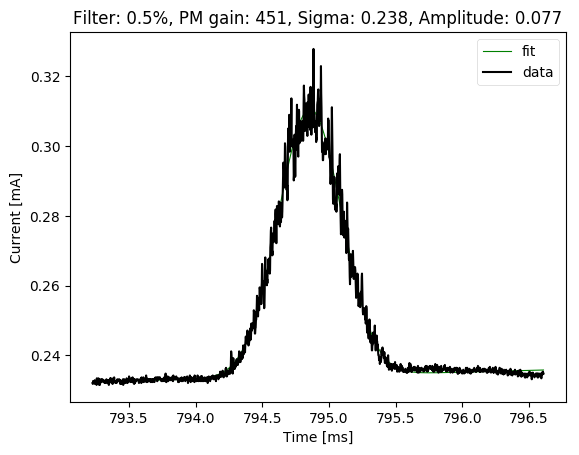 Filter: 0.5%, PM gain: 451, Sigma: 0.238, Amplitude: 0.077
fit
data
0.32
0.30
0.28
0.26
0.24
Current [mA]
793.5 794.0 794.5 795.0 795.5 796.0 796.5
Time [ms]